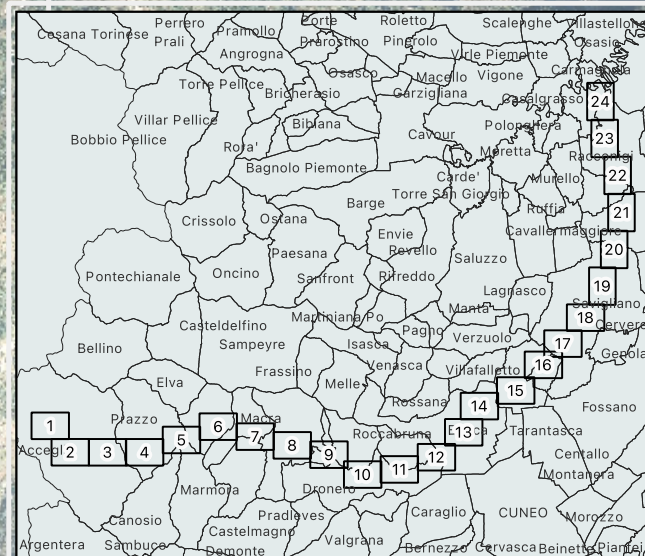 Perrero
Porte
Roletto
Scalenghe
Villastellone
Cesana Torinese
Prali
Pramollo
Prarostino
Pinerolo
Osasio
Angrogna
Virle Piemonte
Osasco
Macello
Vigone
Carmagnola
Torre Pellice
Bricherasio
Garzigliana
Casalgrasso
24
Villar Pellice
Bibiana
Cavour
Polonghera
23
Bobbio Pellice
Rora'
Moretta
Racconigi
Bagnolo Piemonte
Carde'
Murello
22
Barge
Torre San Giorgio
Crissolo
Ostana
Ruffia
21
Envie
Cavallermaggiore
Paesana
Revello
Saluzzo
20
Pontechianale
Oncino
Sanfront
Rifreddo
Lagnasco
19
Manta
Savigliano
Martiniana Po
18
Casteldelfino
Pagno
Cervere
Bellino
Sampeyre
Isasca
Verzuolo
17
Genola
Frassino
Venasca
Villafalletto
16
Elva
Melle
15
Rossana
14
Fossano
1
Prazzo
6
Macra
Roccabruna
Busca
13
Tarantasca
Accegl
2
3
4
5
7
8
9
12
Centallo
10
11
Montanera
Marmora
Dronero
Canosio
Pradleves
Caraglio
CUNEO
Morozzo
Castelmagno
Argentera
Sambuco
Demonte
Valgrana
Bernezzo
Cervasca
Beinette
Pianfei